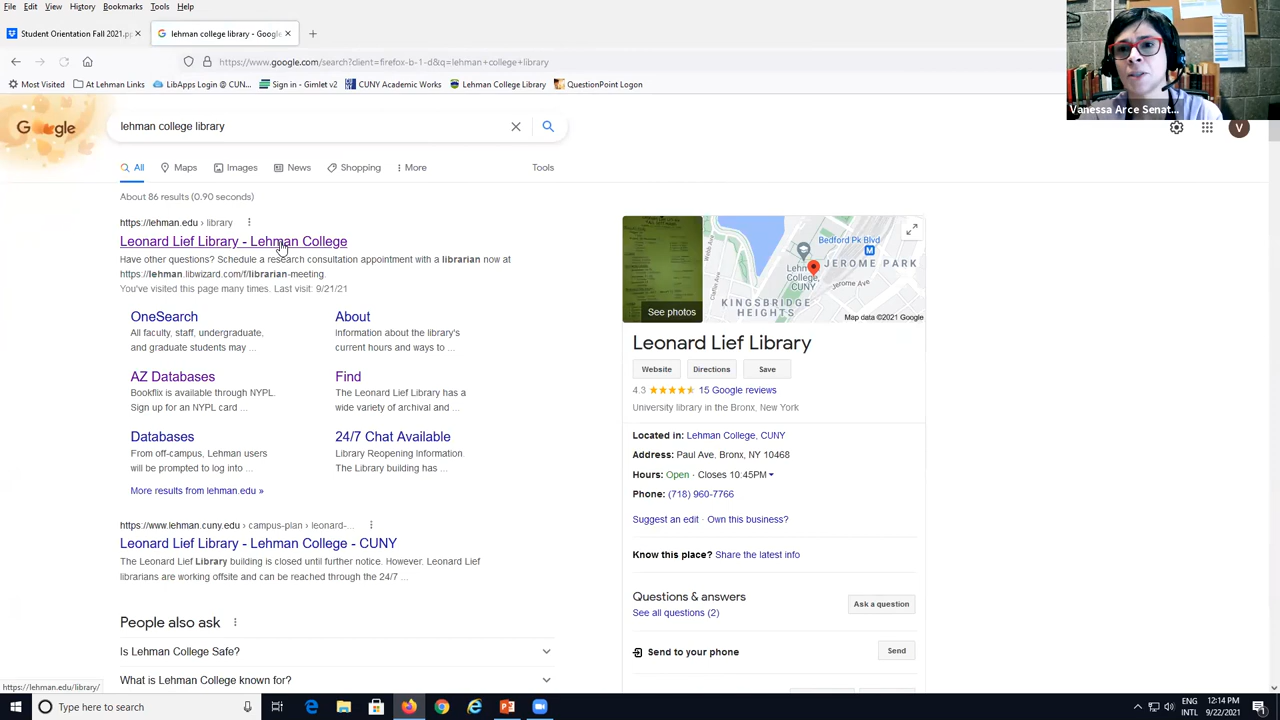 File Edit View History Bookmarks Tools Help
Student Orientation Fall 2021.pp
lehman college library - Google
https://www.google.com/search?client=firefox-b-1-d&q=lehman+college+library
Most Visited At Lehman Links LibApps Login @ CUN... Sign in - Gimlet v2 CUNY Academic Works Lehman College Library QuestionPoint Logon
Vanessa Arce Senat...
Google
lehman college library
V
All Maps Images News Shopping More Tools
About 86 results (0.90 seconds)
https://lehman.edu › library
Leonard Lief Library - Lehman College
Have other questions? Schedule a research consultation appointment with a librarian now at
https://lehman.libwizard.com/f/librarian-meeting.
You've visited this page many times. Last visit: 9/21/21
OneSearch
All faculty, staff, undergraduate,
and graduate students may ...
About
Information about the library's
current hours and ways to ...
AZ Databases
Bookflix is available through NYPL.
Sign up for an NYPL card ...
Find
The Leonard Lief Library has a
wide variety of archival and ...
Databases
From off-campus, Lehman users
will be prompted to log into ...
24/7 Chat Available
Library Reopening Information.
The Library building has ...
More results from lehman.edu »
https://www.lehman.cuny.edu › campus-plan › leonard-...
Leonard Lief Library - Lehman College - CUNY
The Leonard Lief Library building is closed until further notice. However. Leonard Lief
librarians are working offsite and can be reached through the 24/7 ...
People also ask
Is Lehman College Safe?
What is Lehman College known for?
See photos
Bedford Pk Blvd
M
JEROME PARK
Lehman
College,
CUNY
Jerome Ave
KINGSBRIDGE
HEIGHTS
Map data ©2021 Google
Leonard Lief Library
Website Directions Save
4.3 15 Google reviews
University library in the Bronx, New York
Located in: Lehman College, CUNY
Address: Paul Ave, Bronx, NY 10468
Hours: Open · Closes 10:45PM
Phone: (718) 960-7766
Suggest an edit · Own this business?
Know this place? Share the latest info
Questions & answers
See all questions (2)
Ask a question
Send to your phone
Send
https://lehman.edu/library/
Type here to search
ENG
INTL
12:14 PM
9/22/2021
1